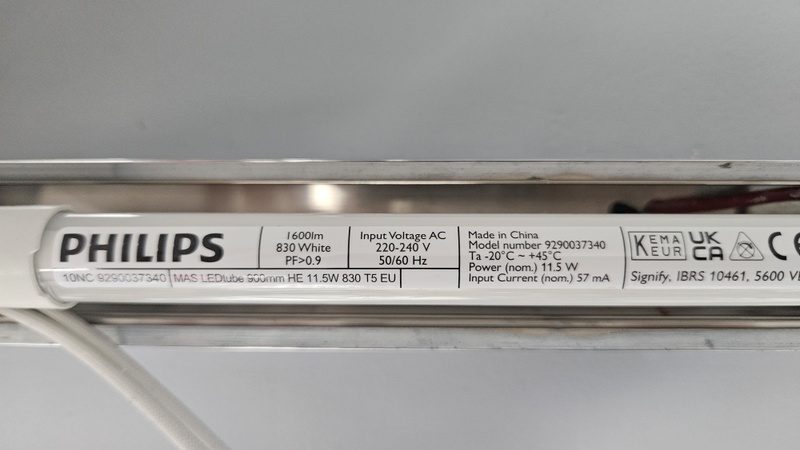 PHILIPS
1600lm
830 White
PF>0.9
Input Voltage AC
220-240 V
50/60 Hz
10NC 9290037340
MAS LEDtube 900mm HE 11.5W 830 T5 EU
Made in China
Model number 9290037340
Ta -20°C ~ +45°C
Power (nom.) 11.5 W
Input Current (nom.) 57 mA
KEMA
KEUR
UK
CA
CE
Signify, IBRS 10461, 5600